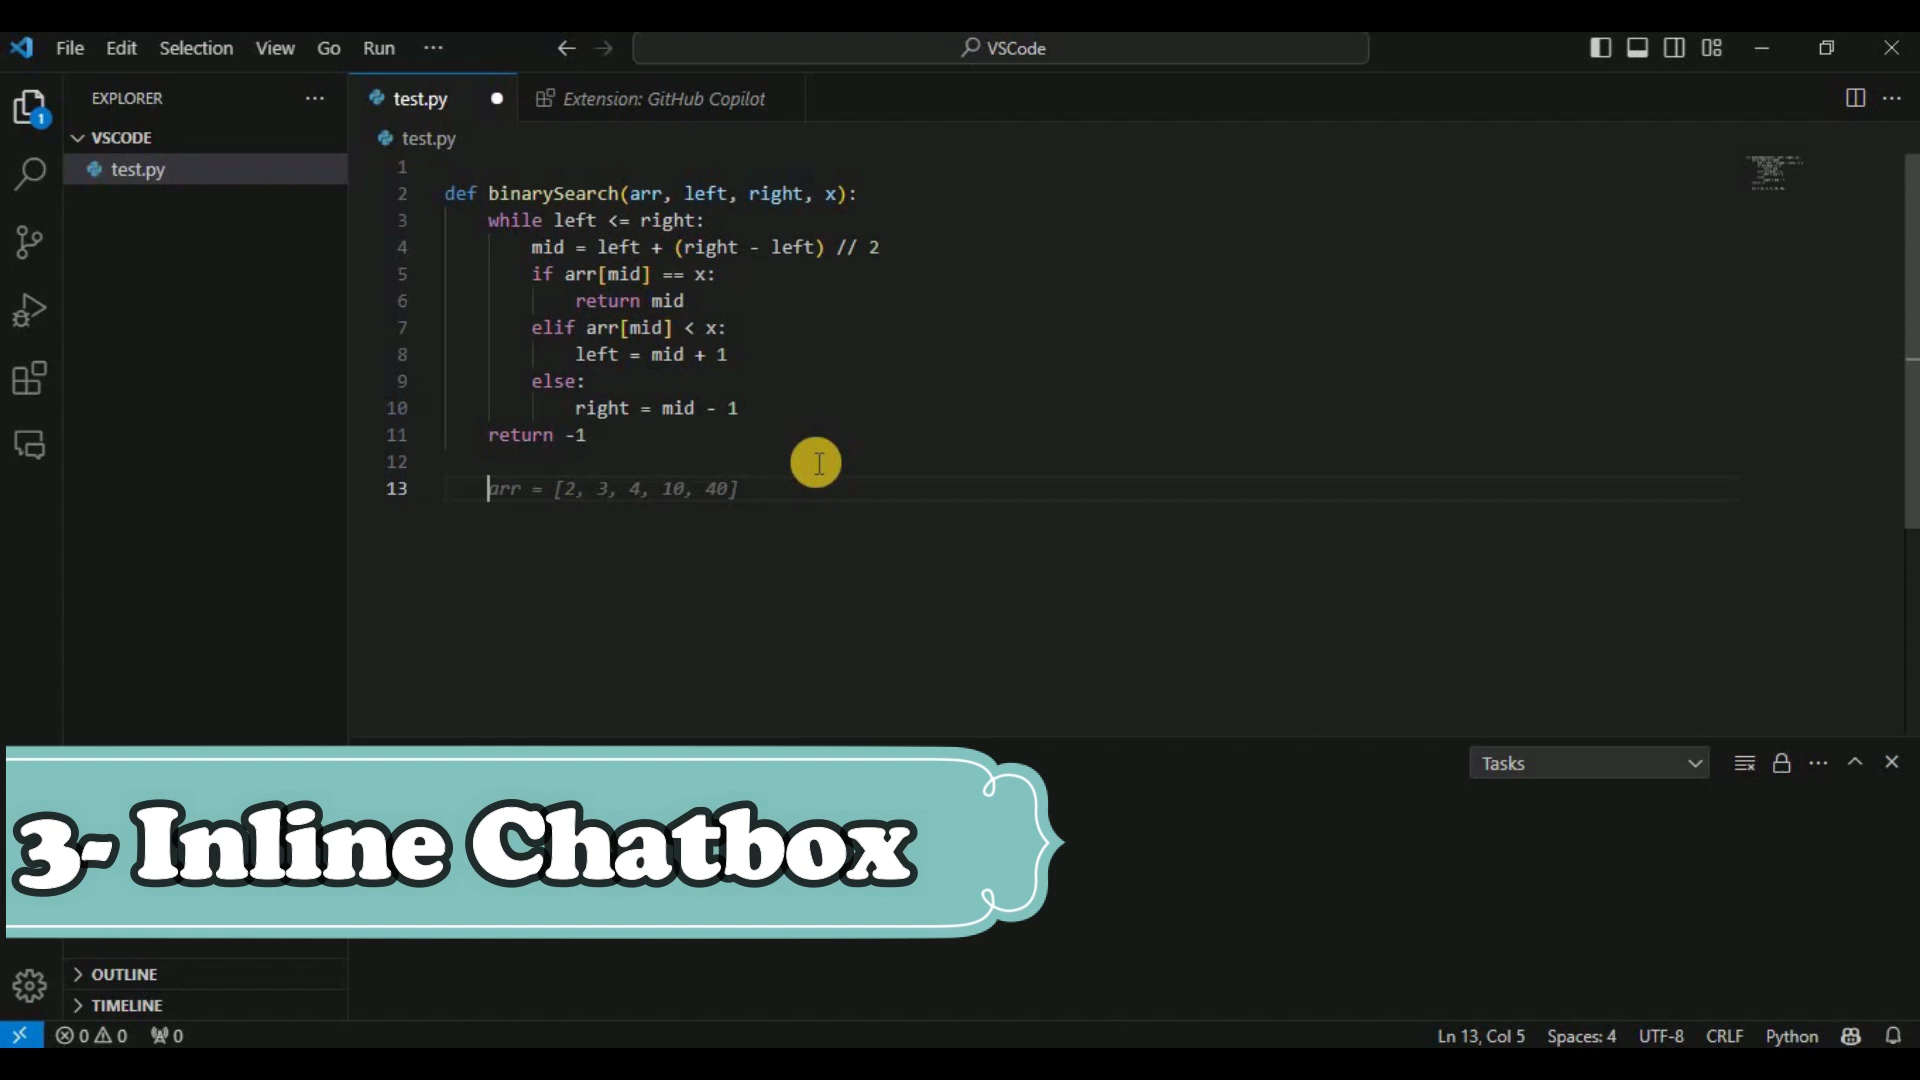 File Edit Selection View Go Run ···
VSCode
EXPLORER ···
VSCODE
test.py
test.py
Extension: GitHub Copilot
test.py
1
2 def binarySearch(arr, left, right, x):
3 while left <= right:
4 mid = left + (right - left) // 2
5 if arr[mid] == x:
6 return mid
7 elif arr[mid] < x:
8 left = mid + 1
9 else:
10 right = mid - 1
11 return -1
12
13 arr = [2, 3, 4, 10, 40]
1
Tasks
3- Inline Chatbox
OUTLINE
TIMELINE
0 0 0
Ln 13, Col 5 Spaces: 4 UTF-8 CRLF Python